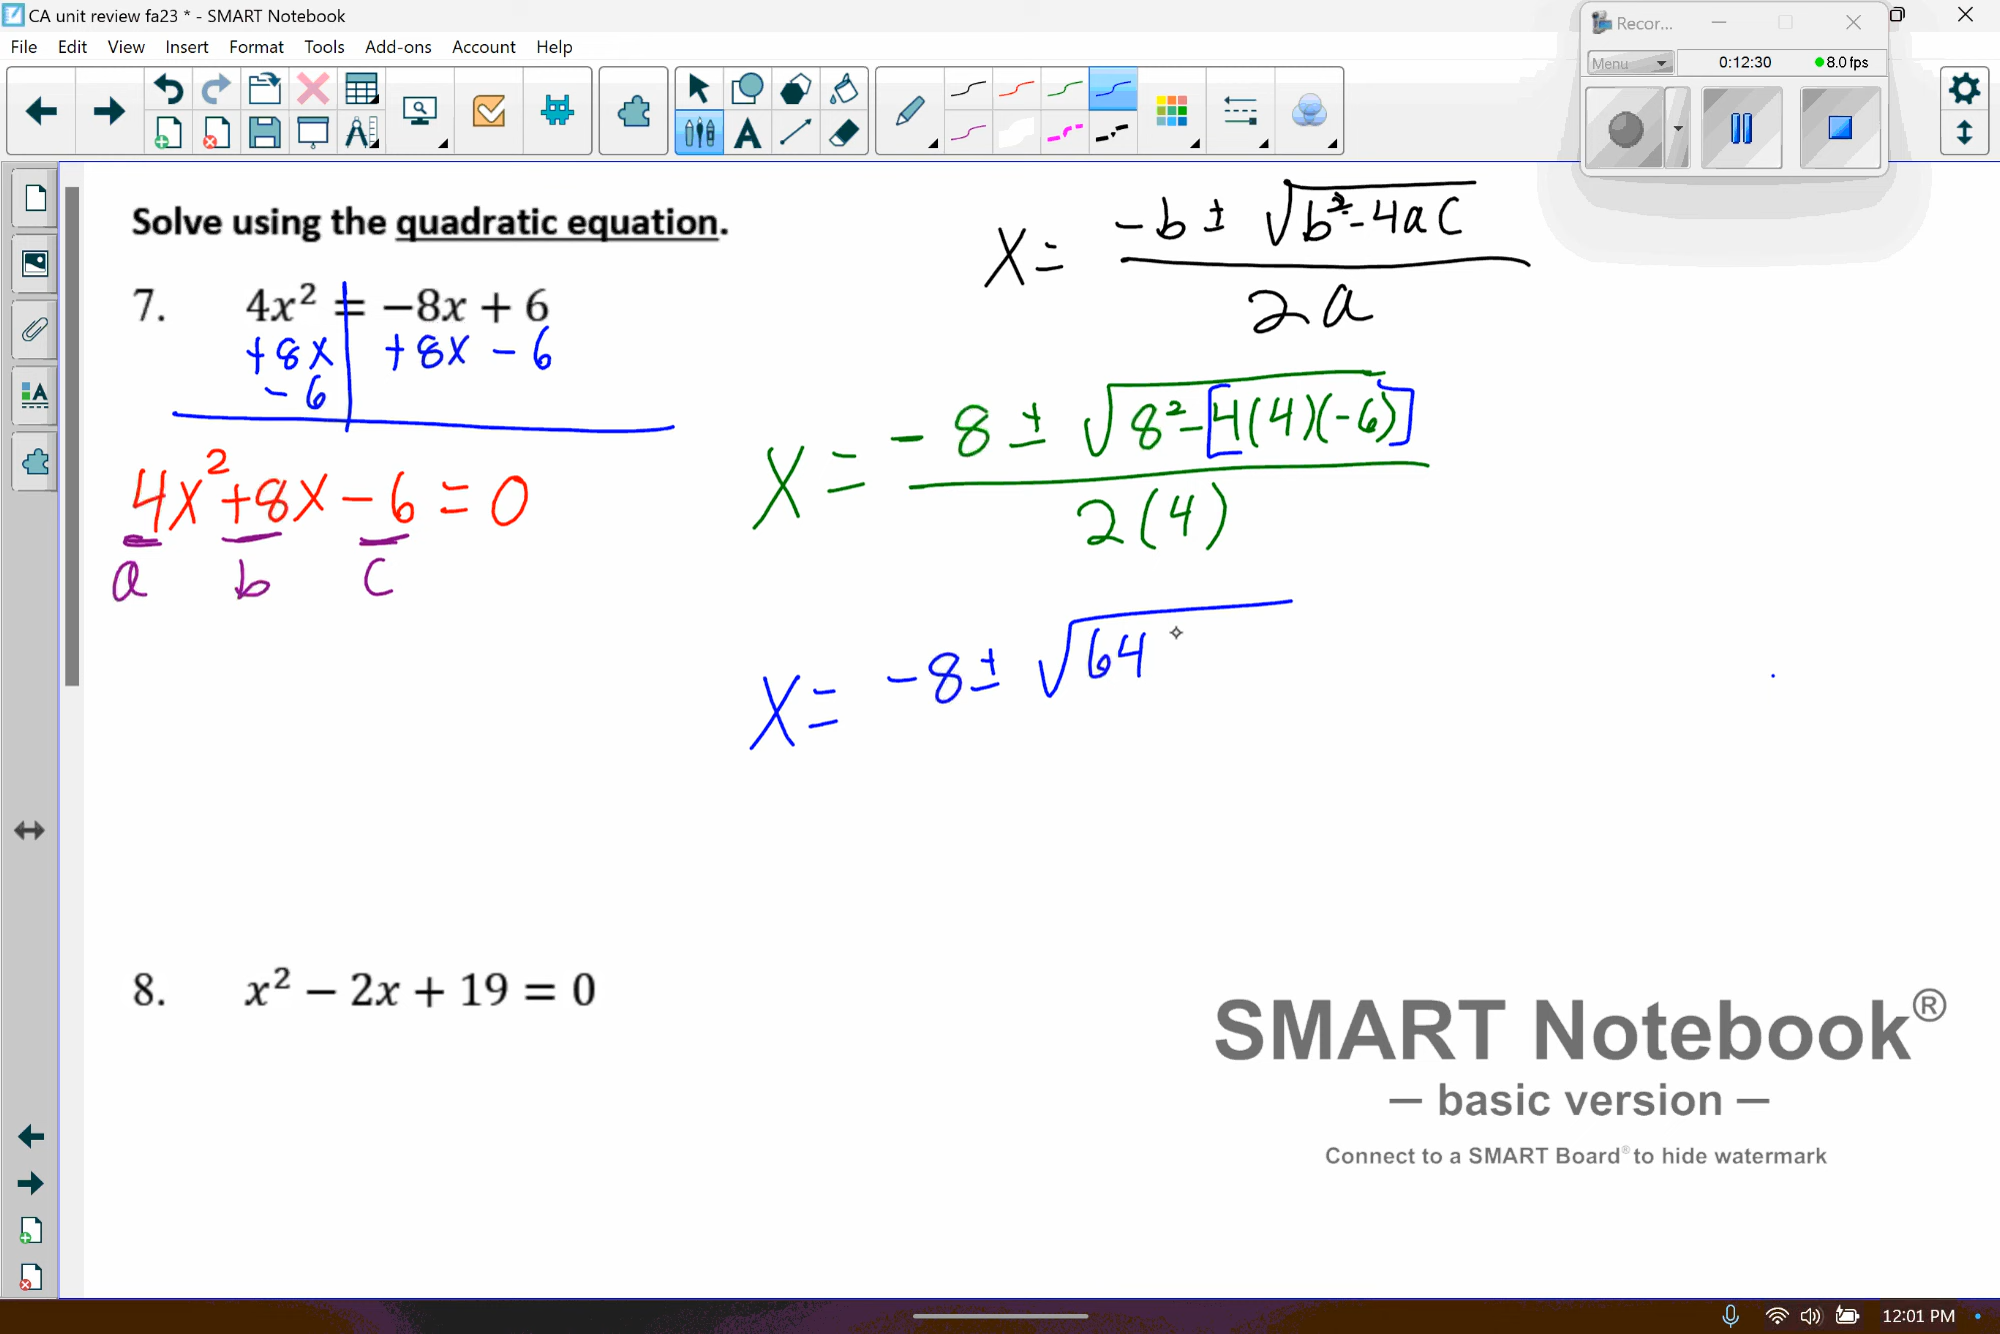 CA unit review fa23 * - SMART Notebook
File Edit View Insert Format Tools Add-ons Account Help
Recor...
Menu 0:12:30 8.0 fps
Solve using the quadratic equation.
x = (-b ± √(b² - 4ac)) / 2a
7. 4x² = −8x + 6
+8x +8x - 6
- 6
4x² + 8x - 6 = 0
a b c
x = (-8 ± √(8² - [4(4)(-6)])) / 2(4)
x = -8 ± √64
8. x² − 2x + 19 = 0
SMART Notebook®
— basic version —
Connect to a SMART Board® to hide watermark
12:01 PM